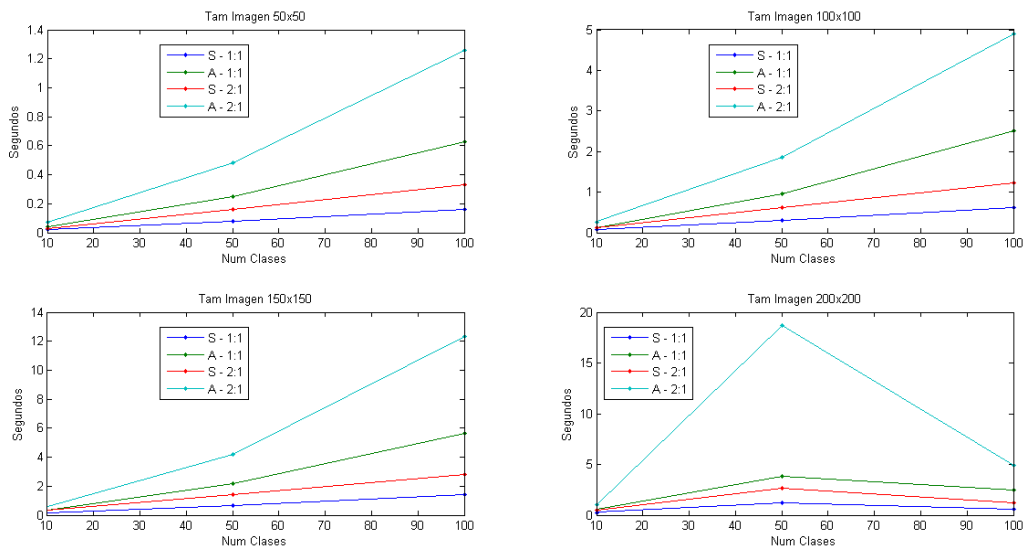 Tam Imagen 50x50
1.4
1.2
1
0.8
0.6
0.4
0.2
0
Segundos
S - 1:1
A - 1:1
S - 2:1
A - 2:1
10 20 30 40 50 60 70 80 90 100
Num Clases
Tam Imagen 100x100
5
4
3
2
1
0
Segundos
S - 1:1
A - 1:1
S - 2:1
A - 2:1
10 20 30 40 50 60 70 80 90 100
Num Clases
Tam Imagen 150x150
14
12
10
8
6
4
2
0
Segundos
S - 1:1
A - 1:1
S - 2:1
A - 2:1
10 20 30 40 50 60 70 80 90 100
Num Clases
Tam Imagen 200x200
20
15
10
5
0
Segundos
S - 1:1
A - 1:1
S - 2:1
A - 2:1
10 20 30 40 50 60 70 80 90 100
Num Clases